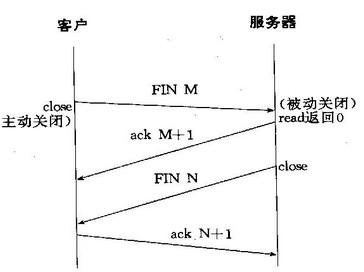 客户 服务器
FIN M
close
主动关闭)
(被动关闭)
read返回0
ack M+1
FIN N
close
ack N+1